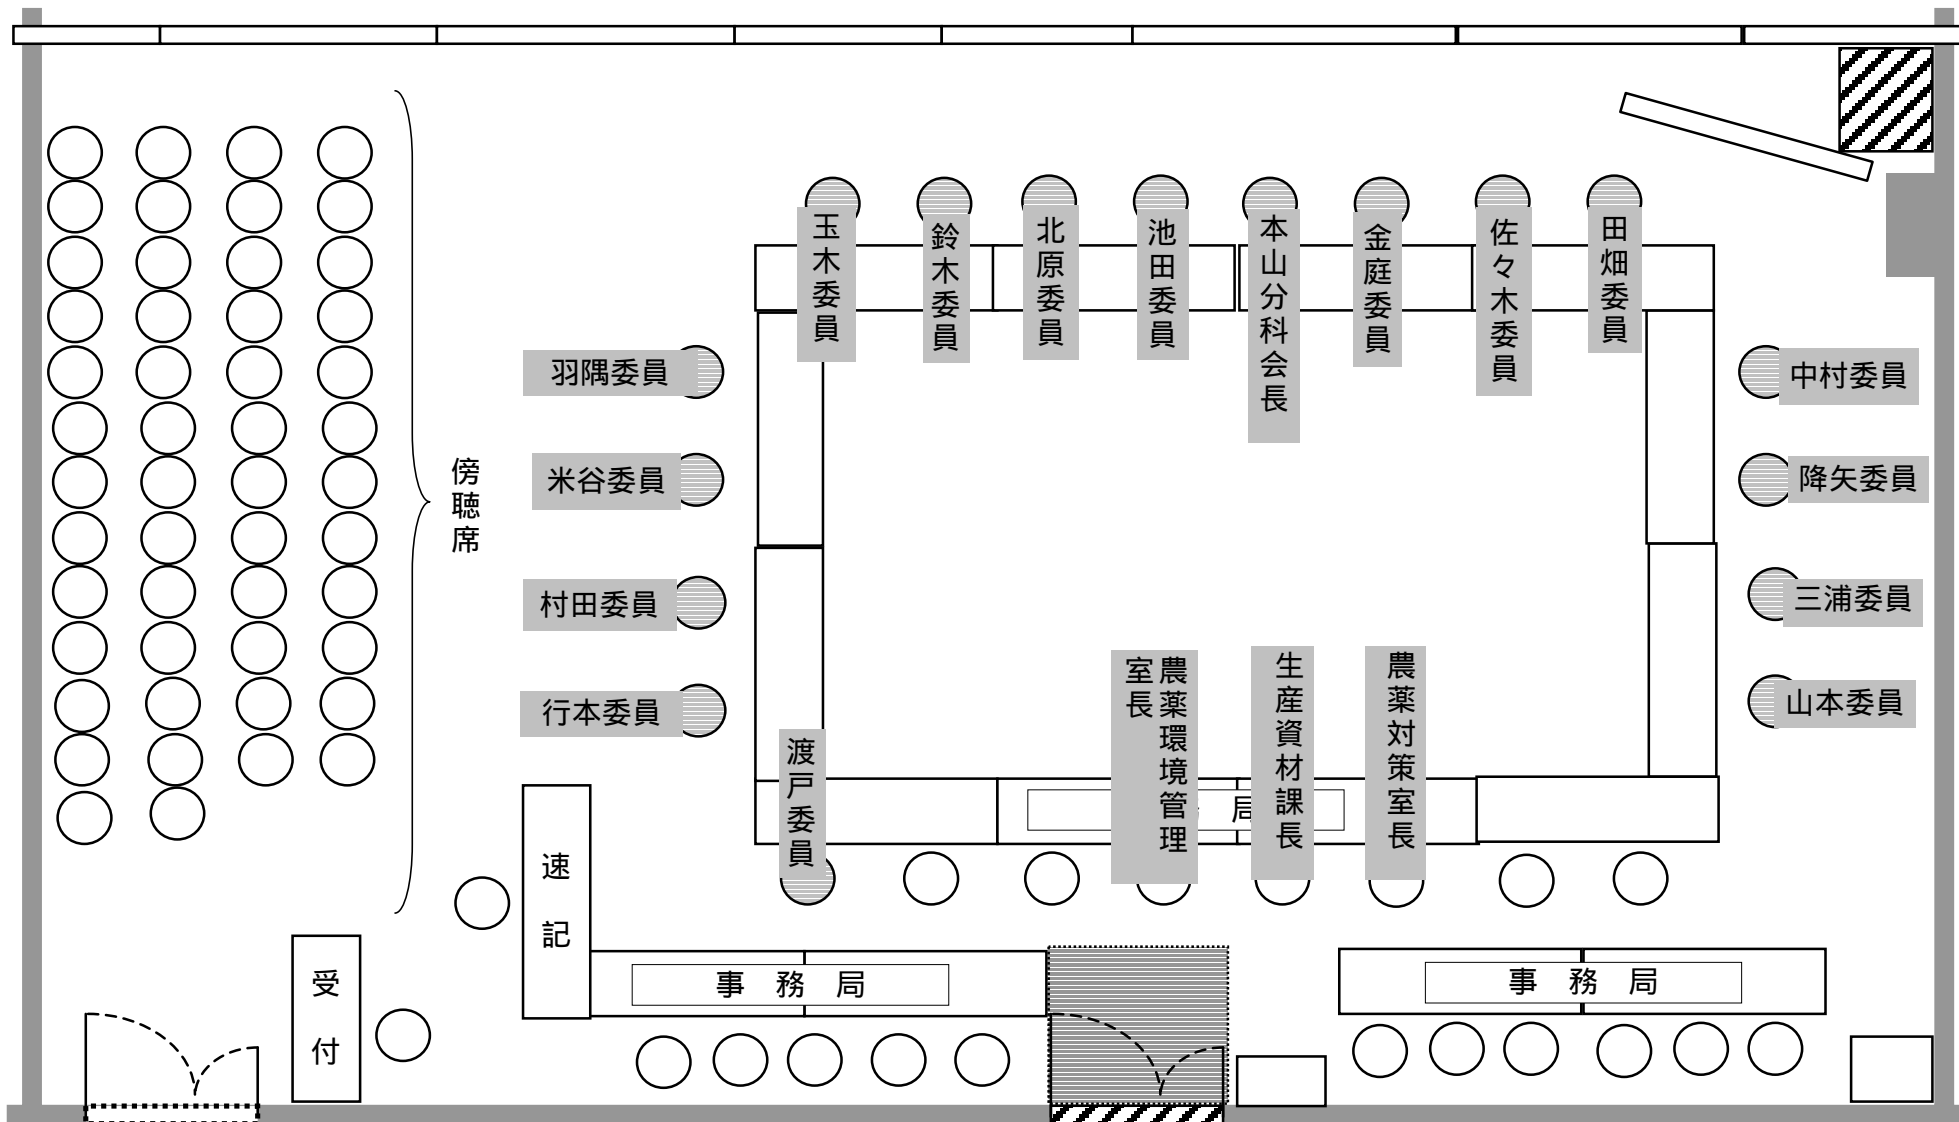 玉木委員
鈴木委員
北原委員
池田委員
本山分科会長
金庭委員
佐々木委員
田畑委員
羽隅委員
米谷委員
村田委員
行本委員
中村委員
降矢委員
三浦委員
山本委員
傍聴席
渡戸委員
農薬環境管理
室長
生産資材課長
農薬対策室長
局
速記
受付
事務局
事務局